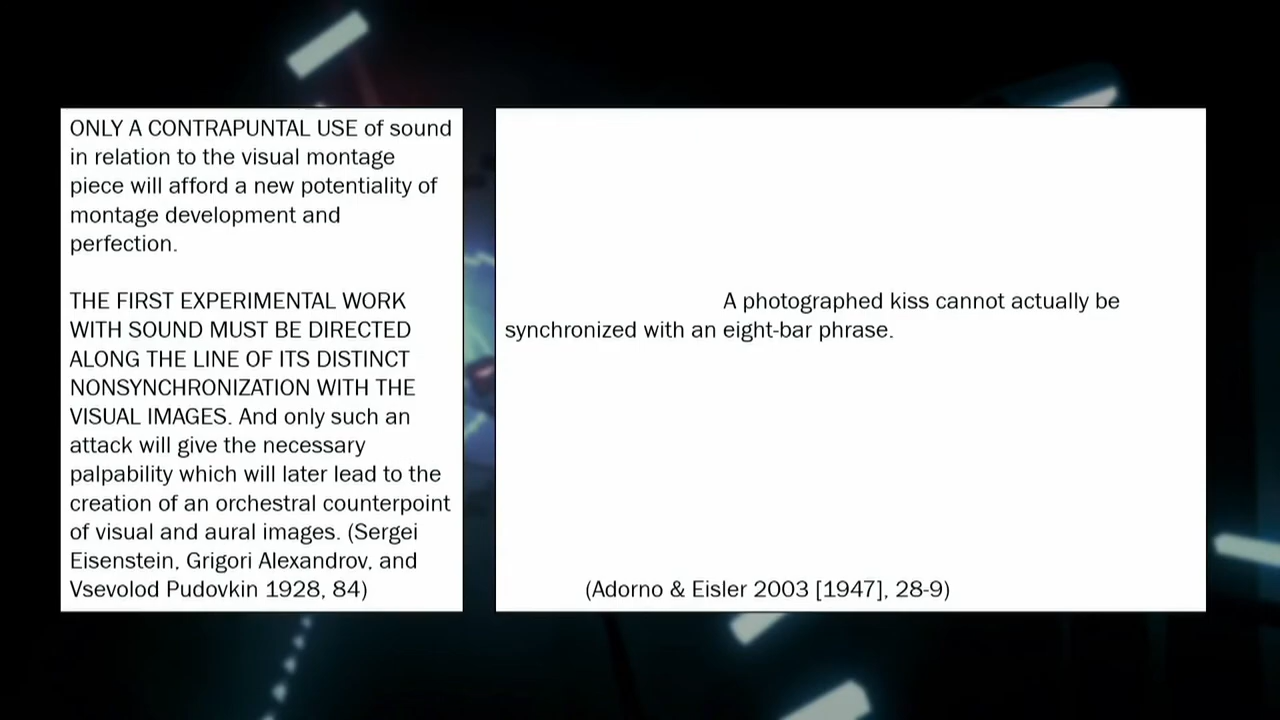 ONLY A CONTRAPUNTAL USE of sound
in relation to the visual montage
piece will afford a new potentiality of
montage development and
perfection.
THE FIRST EXPERIMENTAL WORK
WITH SOUND MUST BE DIRECTED
ALONG THE LINE OF ITS DISTINCT
NONSYNCHRONIZATION WITH THE
VISUAL IMAGES. And only such an
attack will give the necessary
palpability which will later lead to the
creation of an orchestral counterpoint
of visual and aural images. (Sergei
Eisenstein, Grigori Alexandrov, and
Vsevolod Pudovkin 1928, 84)
A photographed kiss cannot actually be
synchronized with an eight-bar phrase.
(Adorno & Eisler 2003 [1947], 28-9)